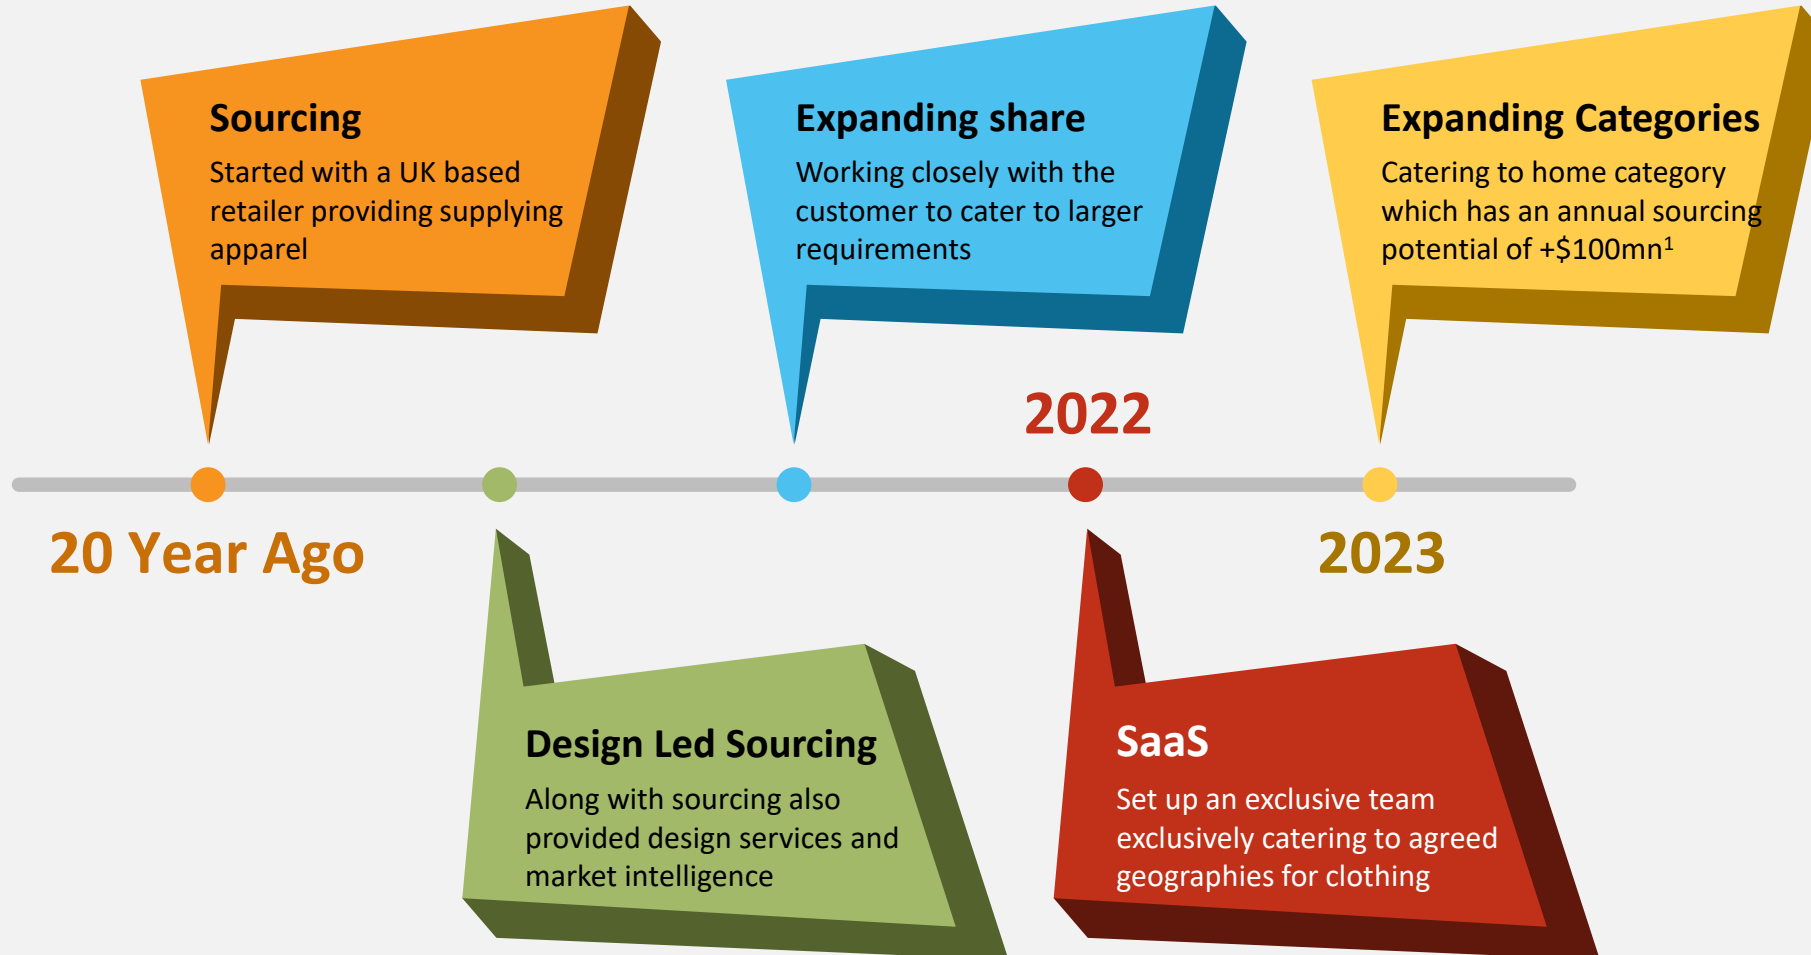 Sourcing
Started with a UK based
retailer providing supplying
apparel
Expanding share
Working closely with the
customer to cater to larger
requirements
Expanding Categories
Catering to home category
which has an annual sourcing
potential of +$100mn¹
2022
20 Year Ago
2023
Design Led Sourcing
Along with sourcing also
provided design services and
market intelligence
SaaS
Set up an exclusive team
exclusively catering to agreed
geographies for clothing